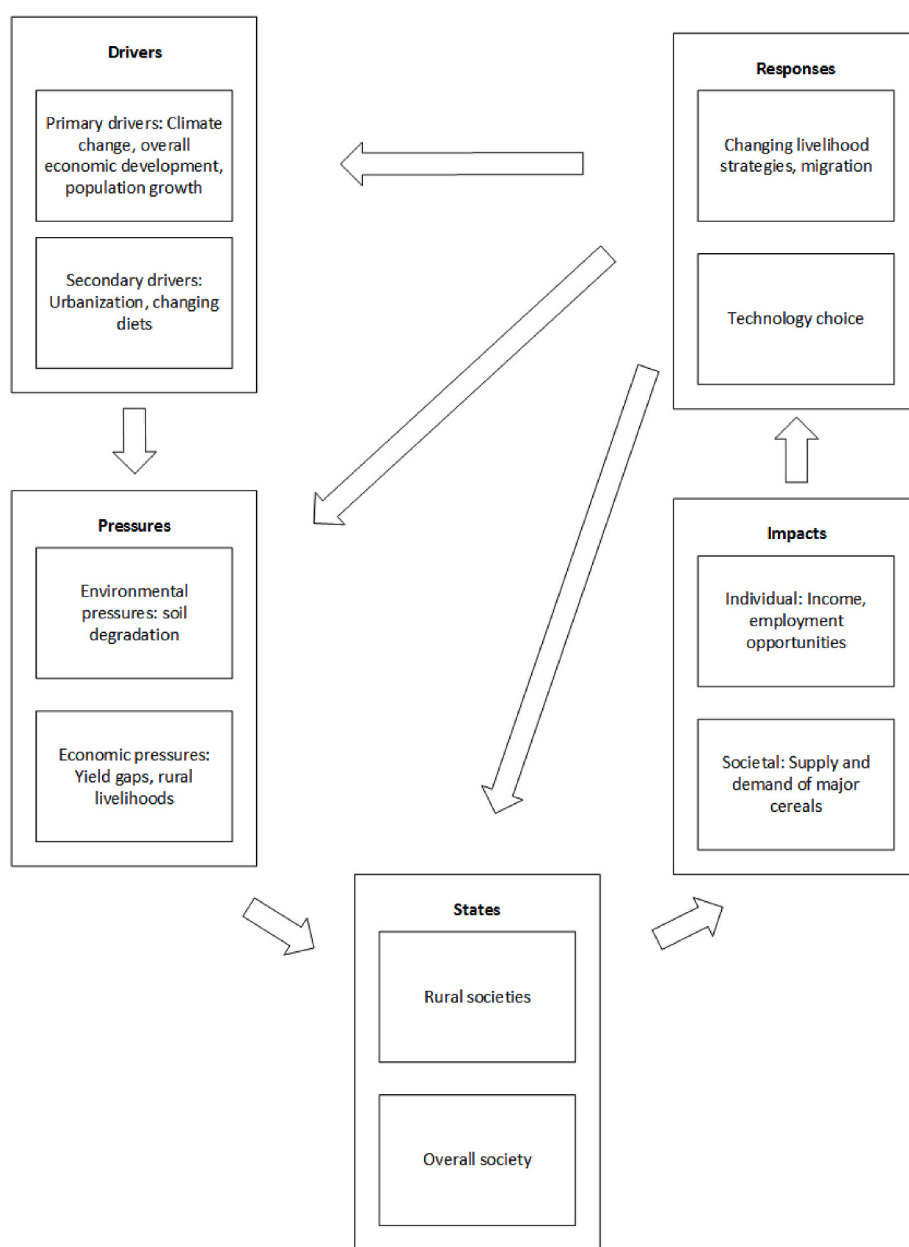 Drivers
Primary drivers: Climate
change, overall
economic development,
population growth
Secondary drivers:
Urbanization, changing
diets
Responses
Changing livelihood
strategies, migration
Technology choice
Pressures
Environmental
pressures: soil
degradation
Economic pressures:
Yield gaps, rural
livelihoods
Impacts
Individual: Income,
employment
opportunities
Societal: Supply and
demand of major
cereals
States
Rural societies
Overall society